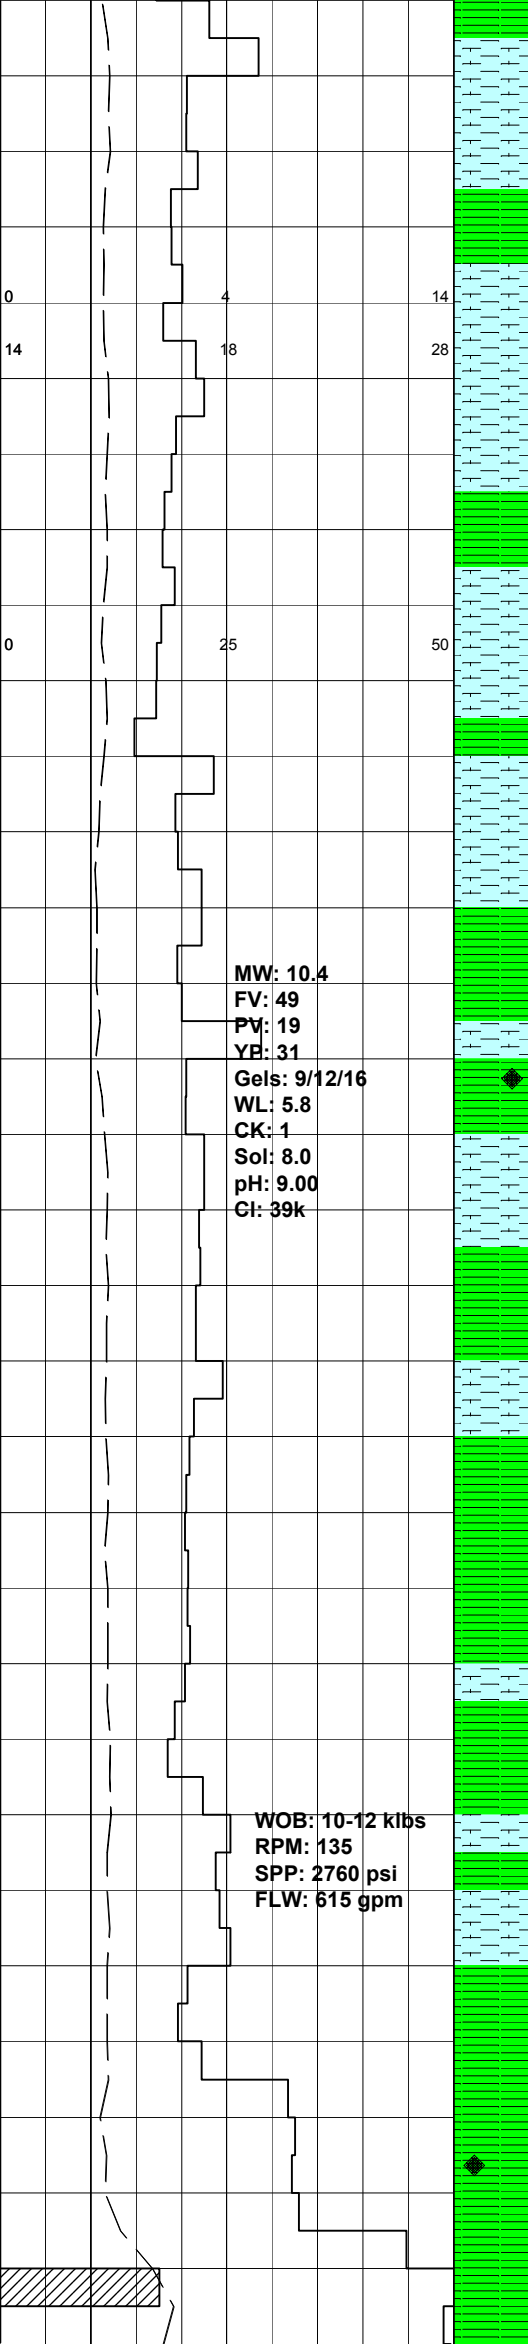 0 4 14
14 18 28
0 25 50
MW: 10.4
FV: 49
PV: 19
YP: 31
Gels: 9/12/16
WL: 5.8
CK: 1
Sol: 8.0
pH: 9.00
Cl: 39k
WOB: 10-12 klbs
RPM: 135
SPP: 2760 psi
FLW: 615 gpm